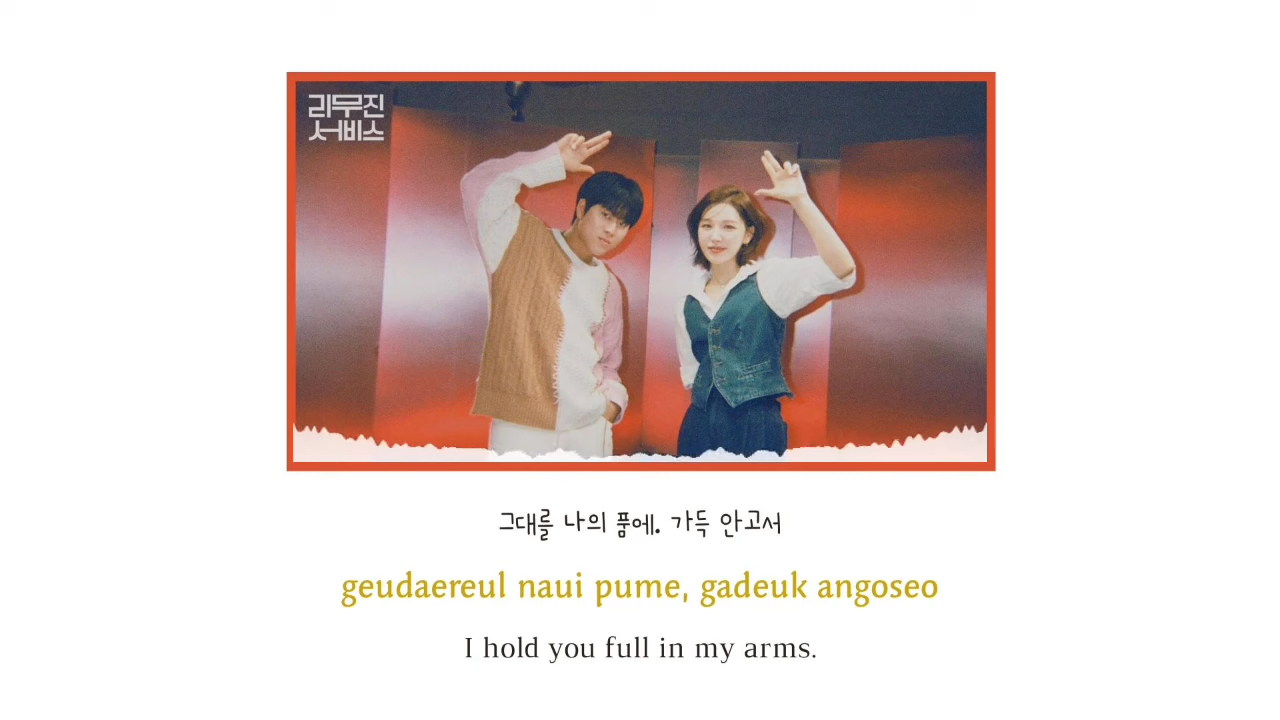 리무진
서비스
그대를 나의 품에. 가득 안고서
geudaereul naui pume, gadeuk angoseo
I hold you full in my arms.